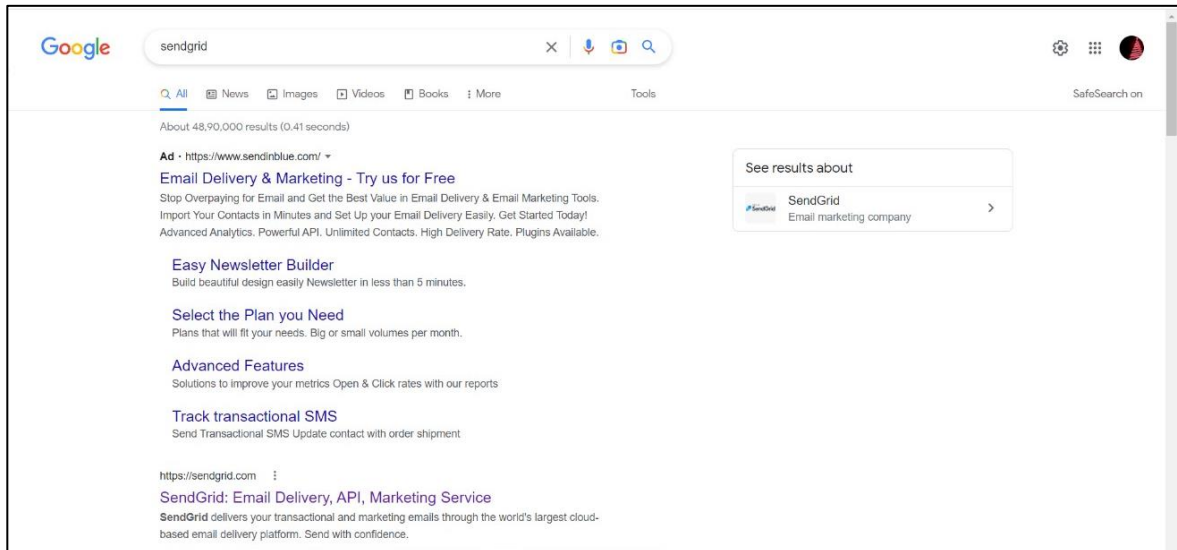 Google
sendgrid
All News Images Videos Books More Tools SafeSearch on
About 48,90,000 results (0.41 seconds)
Ad · https://www.sendinblue.com/
Email Delivery & Marketing - Try us for Free
Stop Overpaying for Email and Get the Best Value in Email Delivery & Email Marketing Tools.
Import Your Contacts in Minutes and Set Up your Email Delivery Easily. Get Started Today!
Advanced Analytics. Powerful API. Unlimited Contacts. High Delivery Rate. Plugins Available.
Easy Newsletter Builder
Build beautiful design easily Newsletter in less than 5 minutes.
Select the Plan you Need
Plans that will fit your needs. Big or small volumes per month.
Advanced Features
Solutions to improve your metrics Open & Click rates with our reports
Track transactional SMS
Send Transactional SMS Update contact with order shipment
https://sendgrid.com
SendGrid: Email Delivery, API, Marketing Service
SendGrid delivers your transactional and marketing emails through the world's largest cloud-
based email delivery platform. Send with confidence.
See results about
SendGrid
SendGrid
Email marketing company